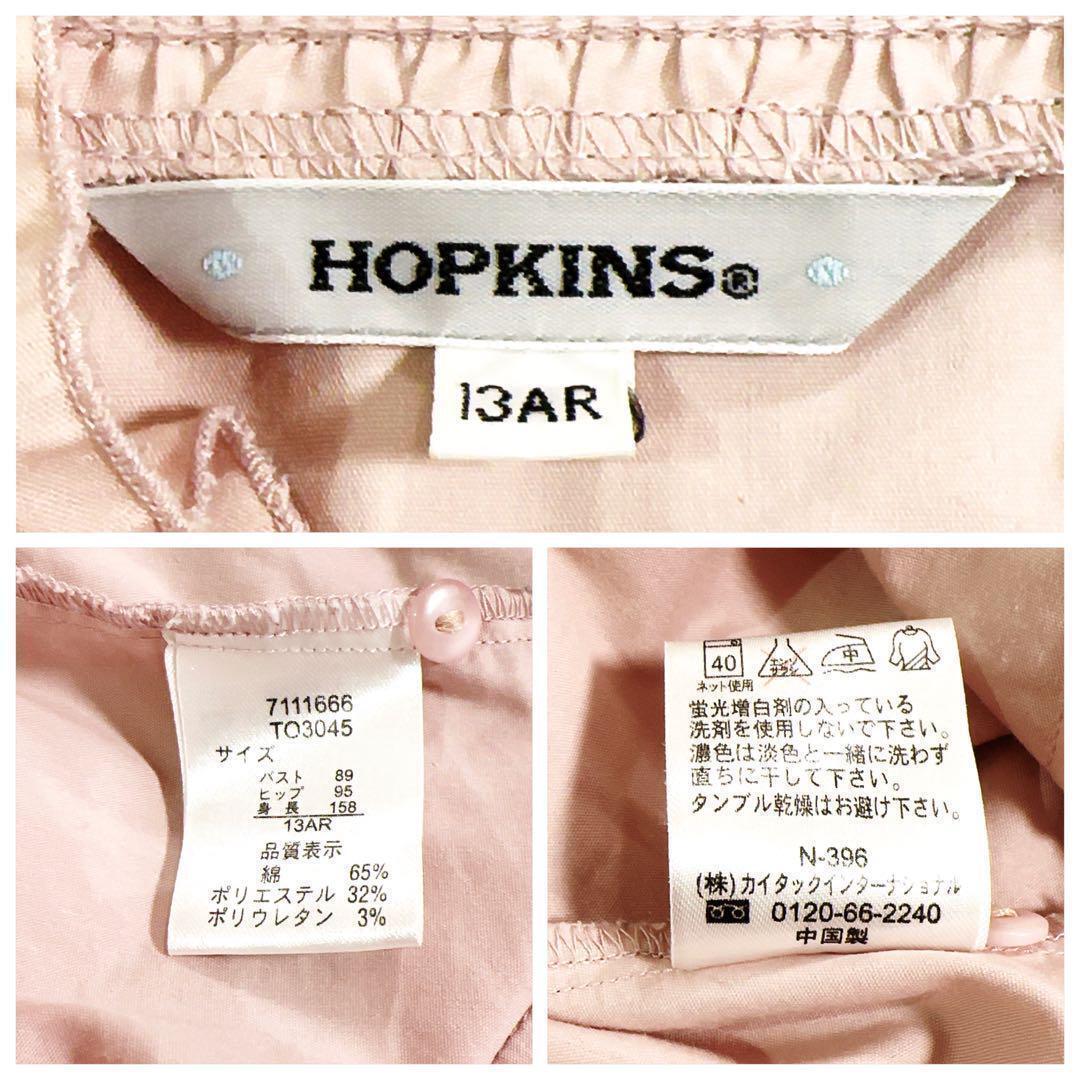 HOPKINS®
13AR
7111666
TO3045
サイズ
バスト 89
ヒップ 95
身長 158
13AR
品質表示
綿 65%
ポリエステル 32%
ポリウレタン 3%
40 中
ネット使用
蛍光増白剤の入っている
洗剤を使用しないで下さい。
濃色は淡色と一緒に洗わず
直ちに干して下さい。
タンブル乾燥はお避け下さい。
N-396
(株)カイタックインターナショナル
0120-66-2240
中国製